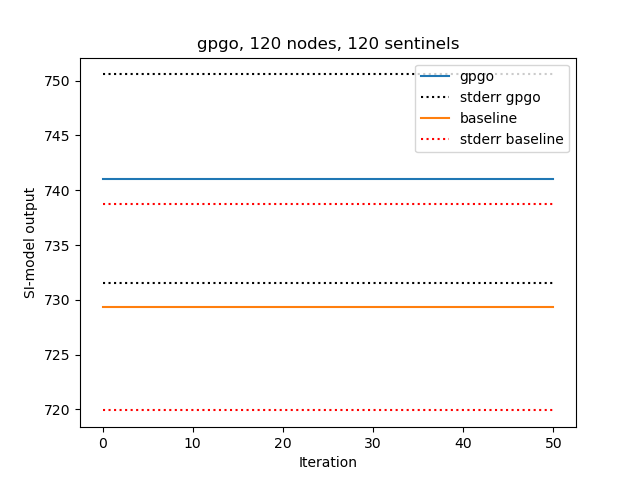 gpgo, 120 nodes, 120 sentinels
gpgo
stderr gpgo
baseline
stderr baseline
SI-model output
750
745
740
735
730
725
720
0 10 20 30 40 50
Iteration